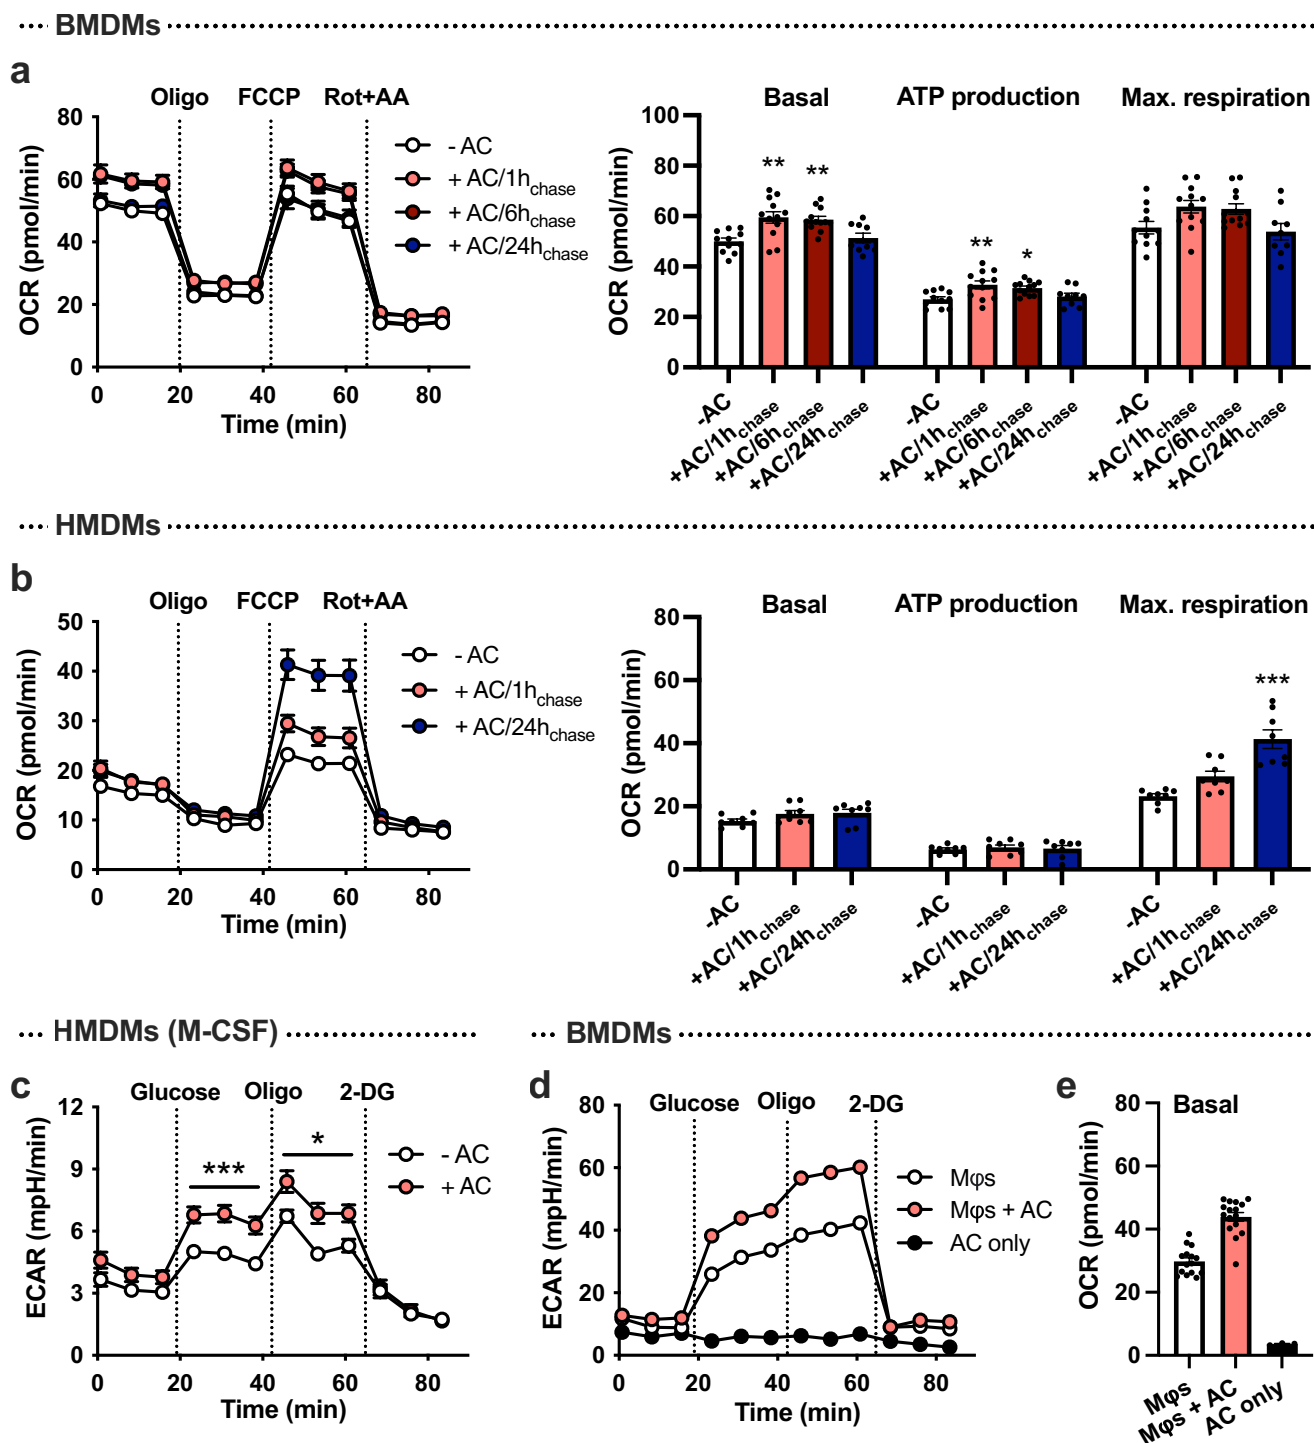 BMDMs
a
Oligo FCCP Rot+AA
OCR (pmol/min)
80
60
40
20
0
0 20 40 60 80
Time (min)
- AC
+ AC/1hchase
+ AC/6hchase
+ AC/24hchase
Basal ATP production Max. respiration
OCR (pmol/min)
100
80
60
40
20
0
** ** ** *
-AC +AC/1hchase +AC/6hchase +AC/24hchase
-AC +AC/1hchase +AC/6hchase +AC/24hchase
-AC +AC/1hchase +AC/6hchase +AC/24hchase
HMDMs
b
Oligo FCCP Rot+AA
OCR (pmol/min)
50
40
30
20
10
0
0 20 40 60 80
Time (min)
- AC
+ AC/1hchase
+ AC/24hchase
Basal ATP production Max. respiration
OCR (pmol/min)
80
60
40
20
0
***
-AC +AC/1hchase +AC/24hchase
-AC +AC/1hchase +AC/24hchase
-AC +AC/1hchase +AC/24hchase
HMDMs (M-CSF)
c
Glucose Oligo 2-DG
ECAR (mpH/min)
12
9
6
3
0
*** *
0 20 40 60 80
Time (min)
- AC
+ AC
BMDMs
d
Glucose Oligo 2-DG
ECAR (mpH/min)
80
60
40
20
0
0 20 40 60 80
Time (min)
Mφs
Mφs + AC
AC only
e
Basal
OCR (pmol/min)
80
60
40
20
0
Mφs
Mφs + AC
AC only